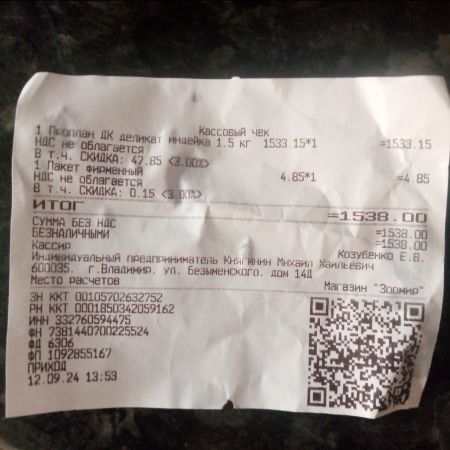 Кассовый чек
1 Проплан ДК деликат индейка 1.5 кг 1533.15*1 =1533.15
НДС не облагается
В т.ч. СКИДКА: 47.85 <3.00%>
1 Пакет фирменный 4.85*1 =4.85
НДС не облагается
В т.ч. СКИДКА: 0.15 <3.00%>
ИТОГ =1538.00
СУММА БЕЗ НДС =1538.00
БЕЗНАЛИЧНЫМИ =1538.00
Кассир Козубенко Е.В.
Индивидуальный предприниматель Княгинин Михаил
600035. г.Владимир. ул. Безыменского. дом 14Д
Место расчетов Магазин "Зоомир"
ЗН ККТ 00105702632752
РН ККТ 0001850342059162
ИНН 332760594475
ФН 7381440700225524
ФД 6306
ФП 1092855167
ПРИХОД
12.09.24 13:53